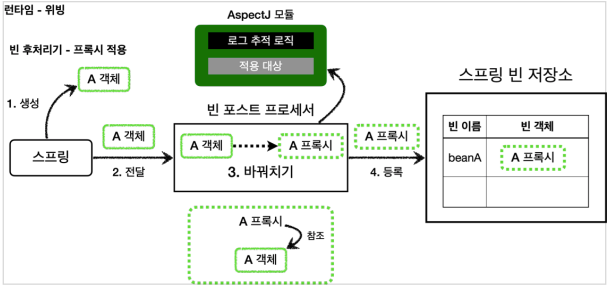 런타임 - 위빙
빈 후처리기 - 프록시 적용
AspectJ 모듈
로그 추적 로직
적용 대상
A 객체
1. 생성
스프링
A 객체
2. 전달
빈 포스트 프로세서
A 객체
A 프록시
3. 바꿔치기
A 프록시
4. 등록
스프링 빈 저장소
빈 이름
빈 객체
beanA
A 프록시
A 프록시
참조
A 객체